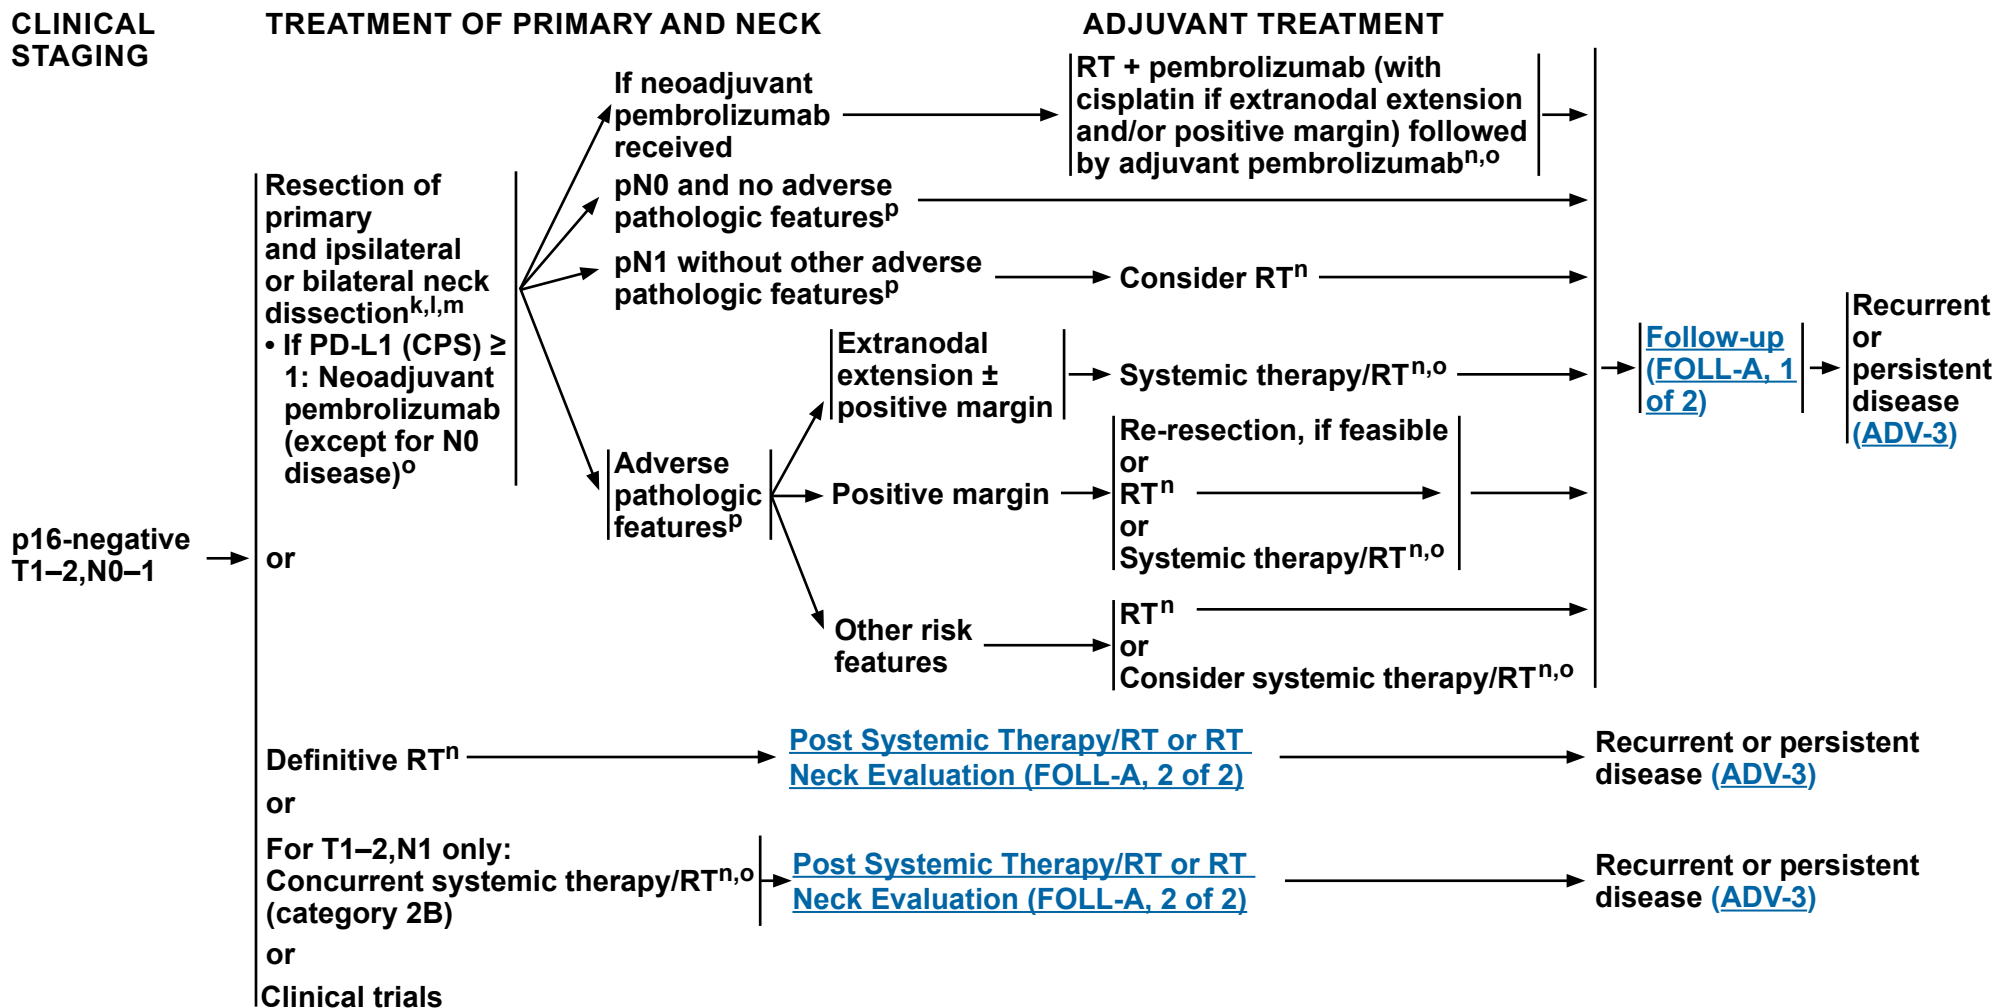 CLINICAL
STAGING
TREATMENT OF PRIMARY AND NECK
ADJUVANT TREATMENT
p16-negative
T1–2,N0–1
Resection of
primary
and ipsilateral
or bilateral neck
dissectionk,l,m
• If PD-L1 (CPS) ≥
1: Neoadjuvant
pembrolizumab
(except for N0
disease)o
If neoadjuvant
pembrolizumab
received
RT + pembrolizumab (with
cisplatin if extranodal extension
and/or positive margin) followed
by adjuvant pembrolizumabn,o
pN0 and no adverse
pathologic featuresp
pN1 without other adverse
pathologic featuresp
Consider RTn
Adverse
pathologic
featuresp
Extranodal
extension ±
positive margin
Systemic therapy/RTn,o
Positive margin
Re-resection, if feasible
or
RTn
or
Systemic therapy/RTn,o
Other risk
features
RTn
or
Consider systemic therapy/RTn,o
Follow-up
(FOLL-A, 1
of 2)
Recurrent
or
persistent
disease
(ADV-3)
or
Definitive RTn
Post Systemic Therapy/RT or RT
Neck Evaluation (FOLL-A, 2 of 2)
Recurrent or persistent
disease (ADV-3)
or
For T1–2,N1 only:
Concurrent systemic therapy/RTn,o
(category 2B)
Post Systemic Therapy/RT or RT
Neck Evaluation (FOLL-A, 2 of 2)
Recurrent or persistent
disease (ADV-3)
or
Clinical trials